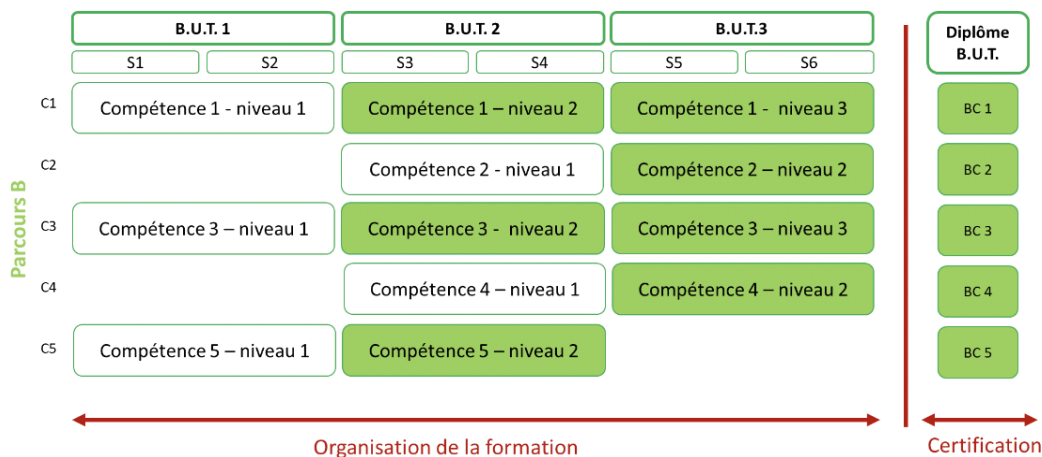 B.U.T. 1
B.U.T. 2
B.U.T.3
Diplôme
B.U.T.
S1
S2
S3
S4
S5
S6
Parcours B
C1
Compétence 1 - niveau 1
Compétence 1 – niveau 2
Compétence 1 - niveau 3
BC 1
C2
Compétence 2 - niveau 1
Compétence 2 – niveau 2
BC 2
C3
Compétence 3 – niveau 1
Compétence 3 - niveau 2
Compétence 3 – niveau 3
BC 3
C4
Compétence 4 – niveau 1
Compétence 4 – niveau 2
BC 4
C5
Compétence 5 – niveau 1
Compétence 5 – niveau 2
BC 5
Organisation de la formation
Certification